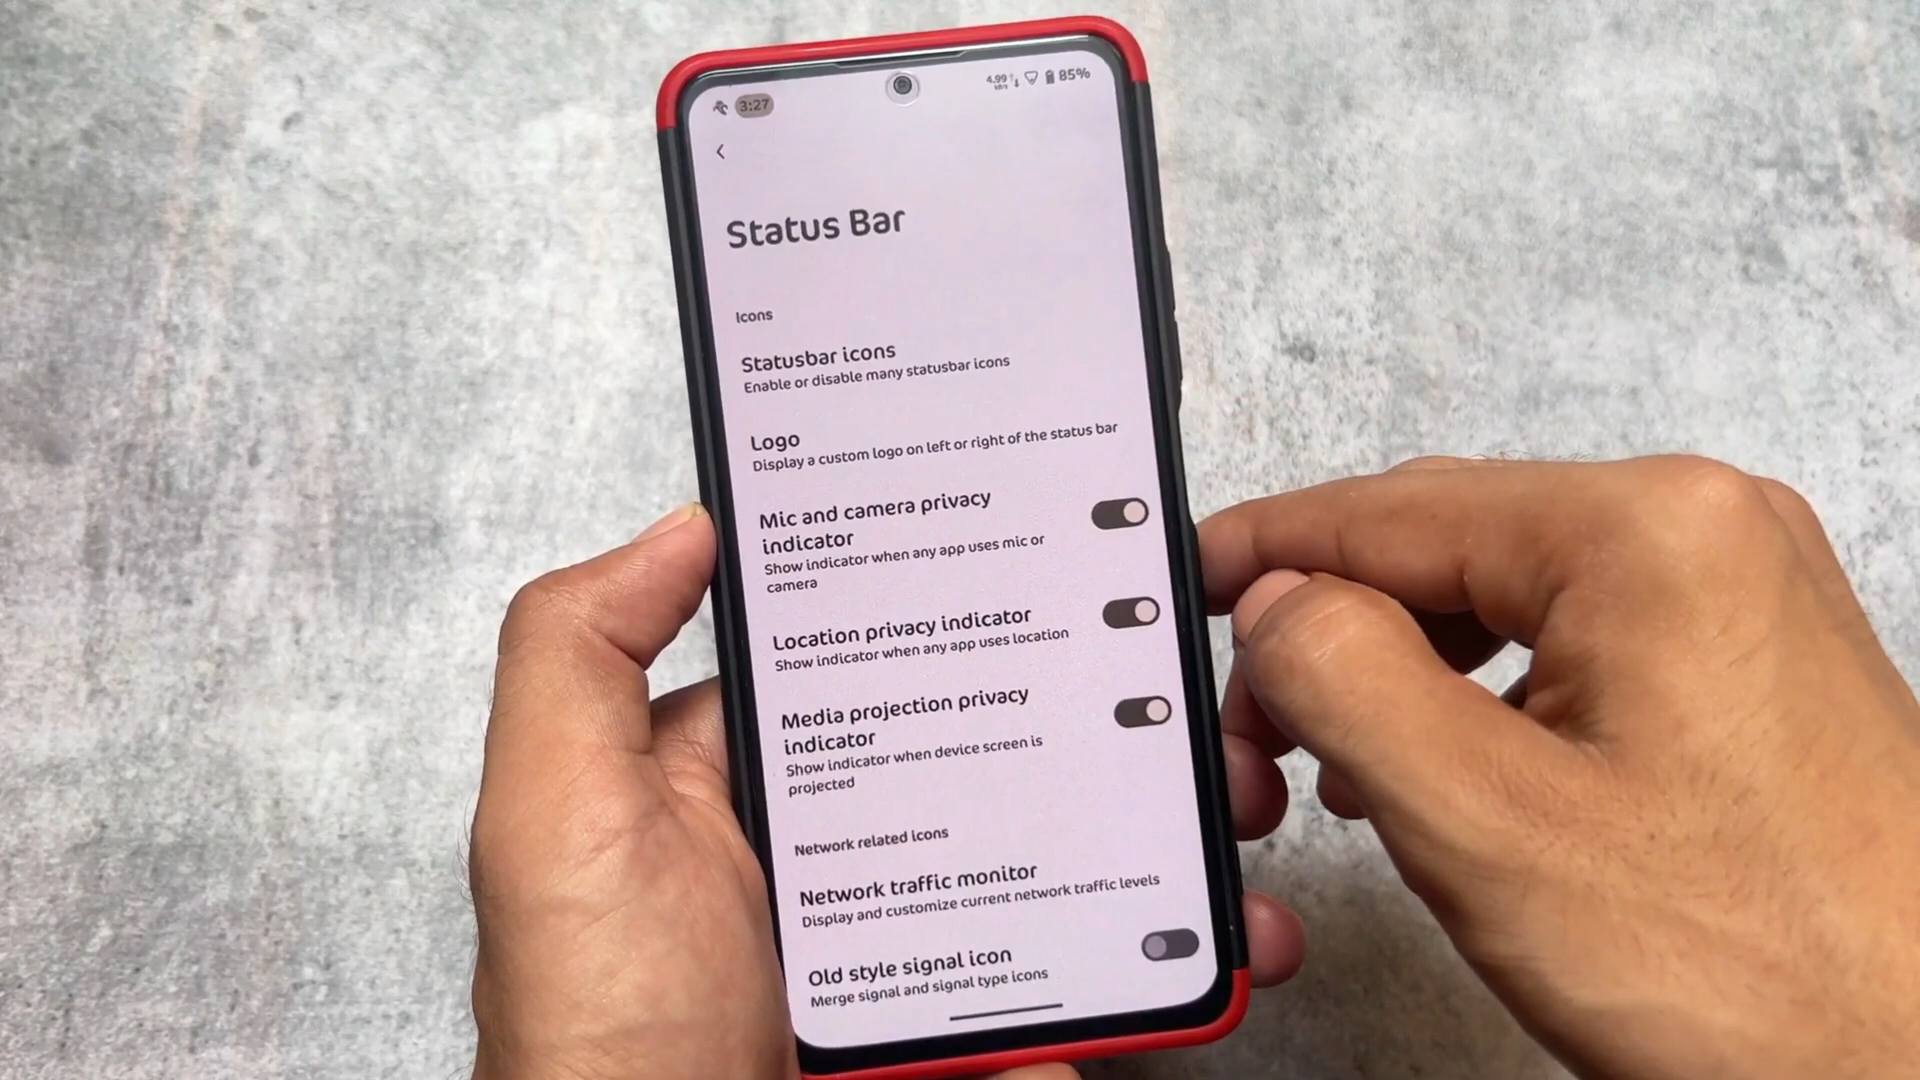 3:27
4.99
85%
Status Bar
Icons
Statusbar icons
Enable or disable many statusbar icons
Logo
Display a custom logo on left or right of the status bar
Mic and camera privacy
indicator
Show indicator when any app uses mic or
camera
Location privacy indicator
Show indicator when any app uses location
Media projection privacy
indicator
Show indicator when device screen is
projected
Network related icons
Network traffic monitor
Display and customize current network traffic levels
Old style signal icon
Merge signal and signal type icons